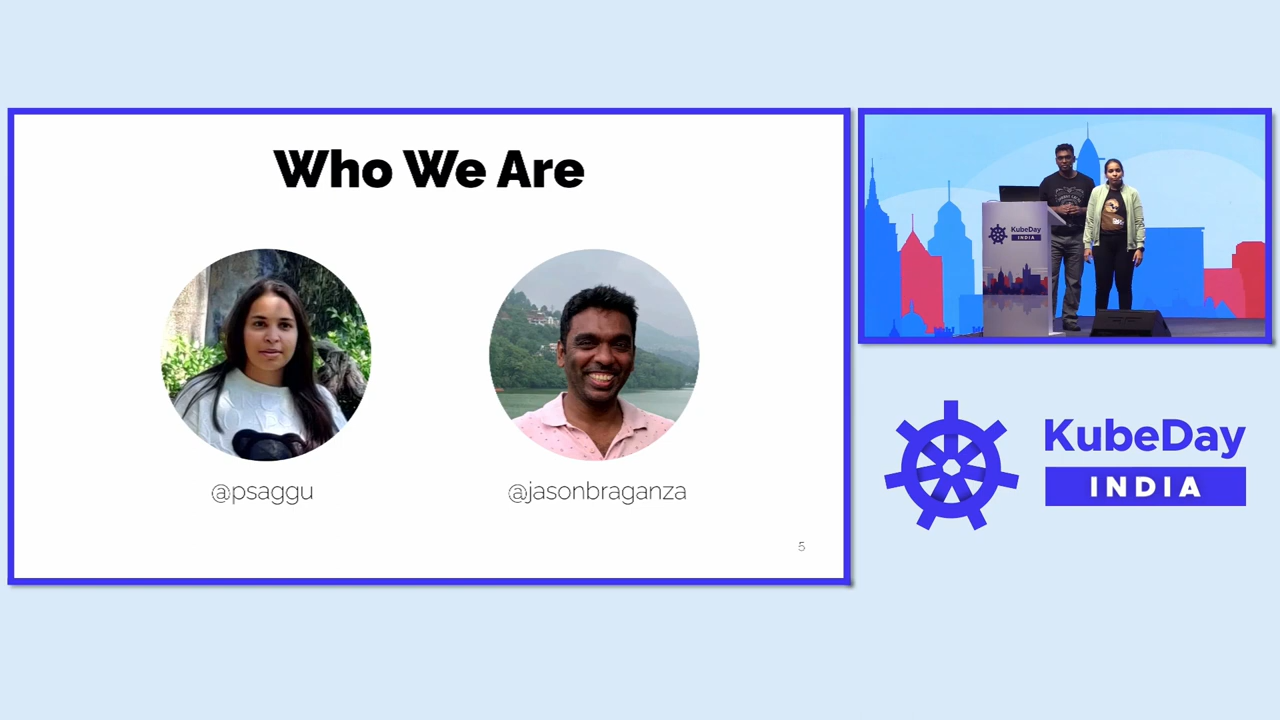 Who We Are
@psaggu
@jasonbraganza
5
KubeDay
INDIA
KubeDay
INDIA